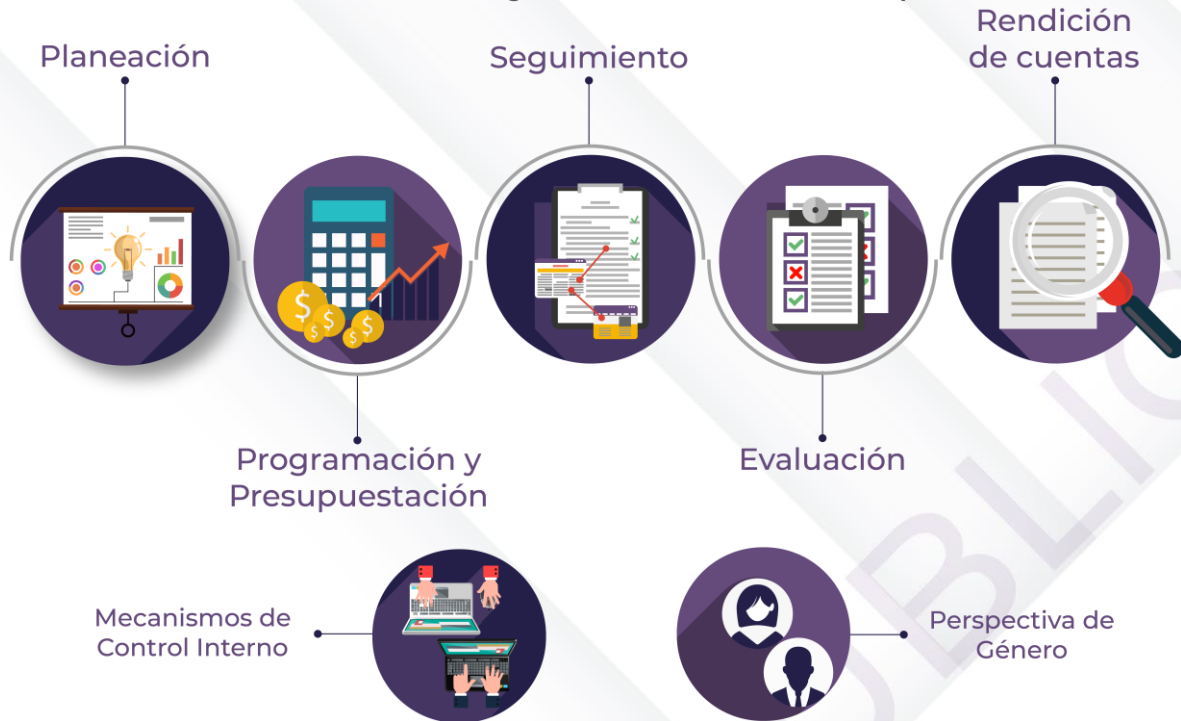 Planeación
Seguimiento
Rendición
de cuentas
Programación y
Presupuestación
Evaluación
Mecanismos de
Control Interno
Perspectiva de
Género